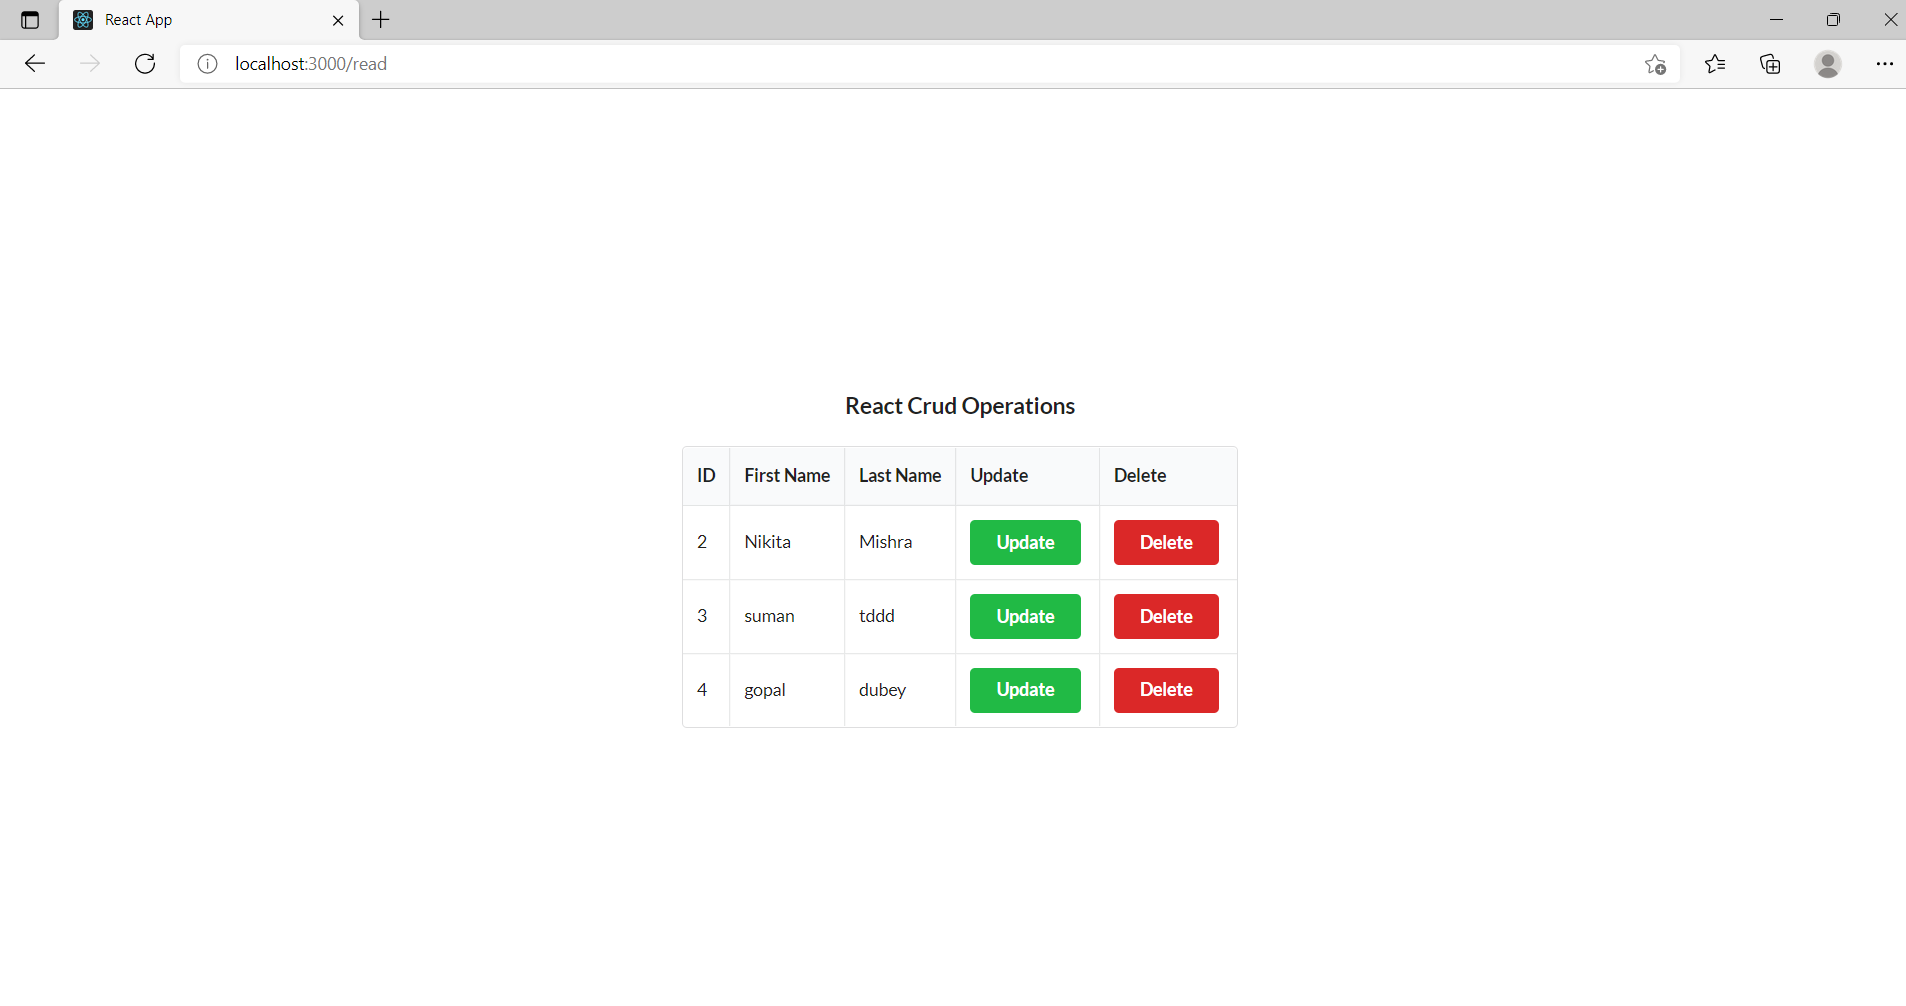 React App
localhost:3000/read
React Crud Operations
ID First Name Last Name Update Delete
2 Nikita Mishra Update Delete
3 suman tddd Update Delete
4 gopal dubey Update Delete